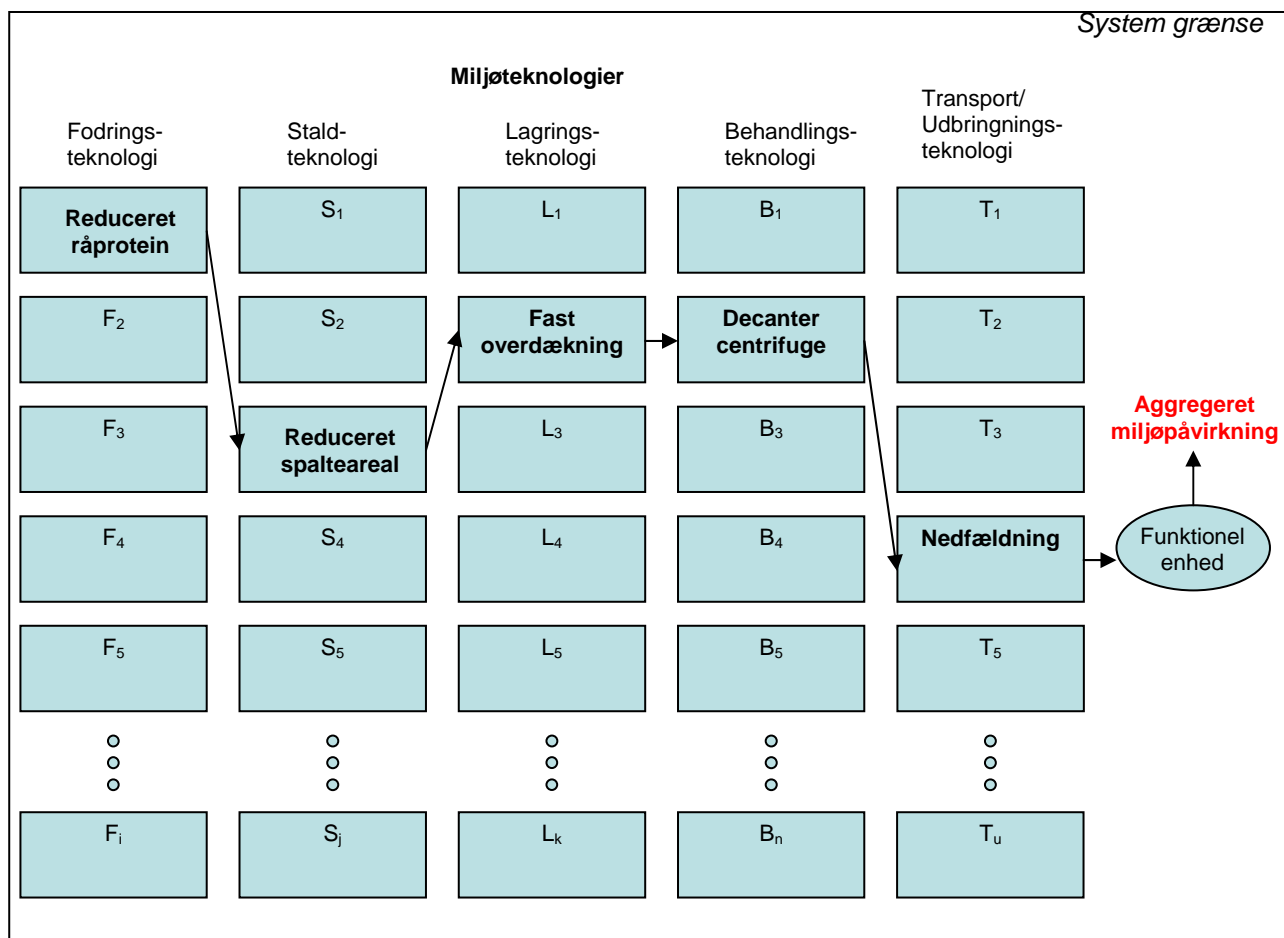 System grænse
Miljøteknologier
Fodrings-
teknologi
Stald-
teknologi
Lagrings-
teknologi
Behandlings-
teknologi
Transport/
Udbringnings-
teknologi
Reduceret
råprotein
S₁
L₁
B₁
T₁
F₂
S₂
Fast
overdækning
Decanter
centrifuge
T₂
F₃
Reduceret
spalteareal
L₃
B₃
T₃
Aggregeret
miljøpåvirkning
F₄
S₄
L₄
B₄
Nedfældning
Funktionel
enhed
F₅
S₅
L₅
B₅
T₅
Fᵢ
Sⱼ
Lₖ
Bₙ
Tᵤ